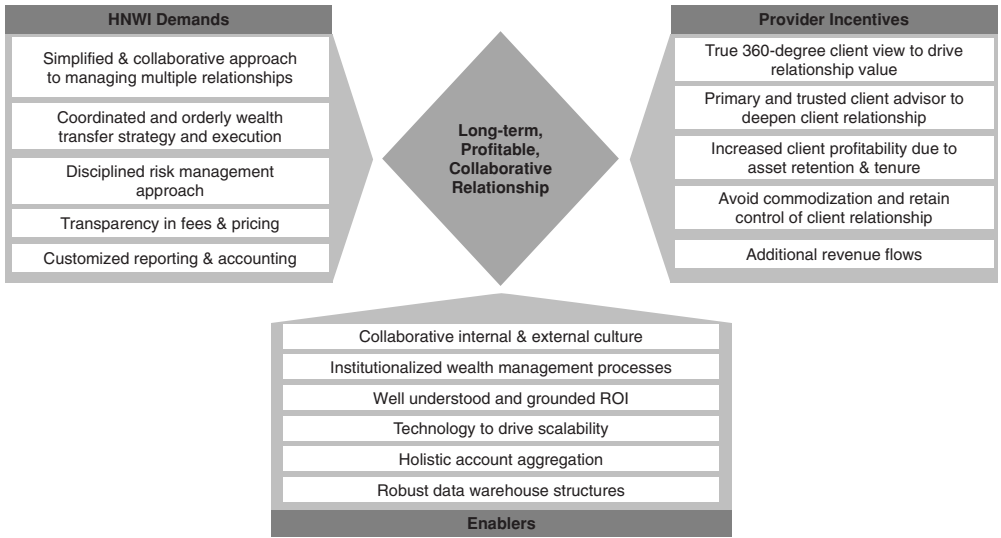 HNWI Demands
Simplified & collaborative approach
to managing multiple relationships
Coordinated and orderly wealth
transfer strategy and execution
Disciplined risk management
approach
Transparency in fees & pricing
Customized reporting & accounting
Long-term,
Profitable,
Collaborative
Relationship
Provider Incentives
True 360-degree client view to drive
relationship value
Primary and trusted client advisor to
deepen client relationship
Increased client profitability due to
asset retention & tenure
Avoid commodization and retain
control of client relationship
Additional revenue flows
Collaborative internal & external culture
Institutionalized wealth management processes
Well understood and grounded ROI
Technology to drive scalability
Holistic account aggregation
Robust data warehouse structures
Enablers